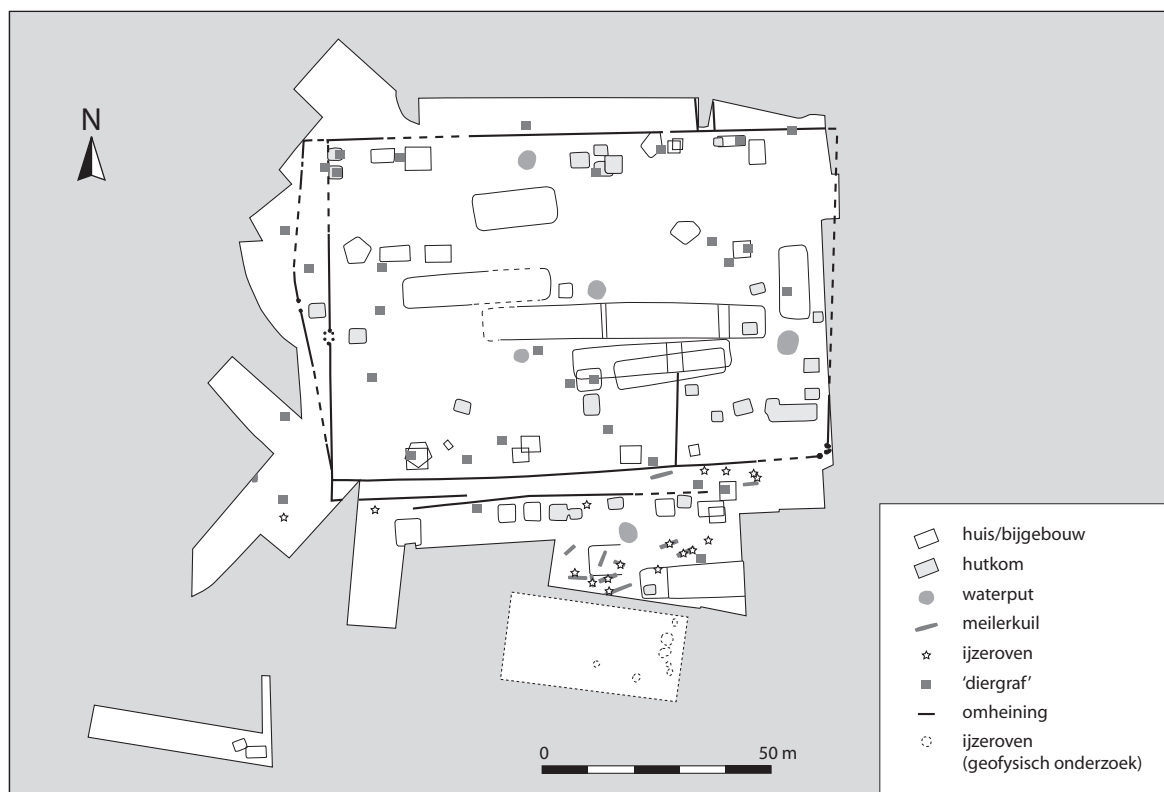 N
0
50 m
huis/bijgebouw
hutkom
waterput
meilerkuil
ijzeroven
‘diergraf’
omheining
ijzeroven
(geofysisch onderzoek)